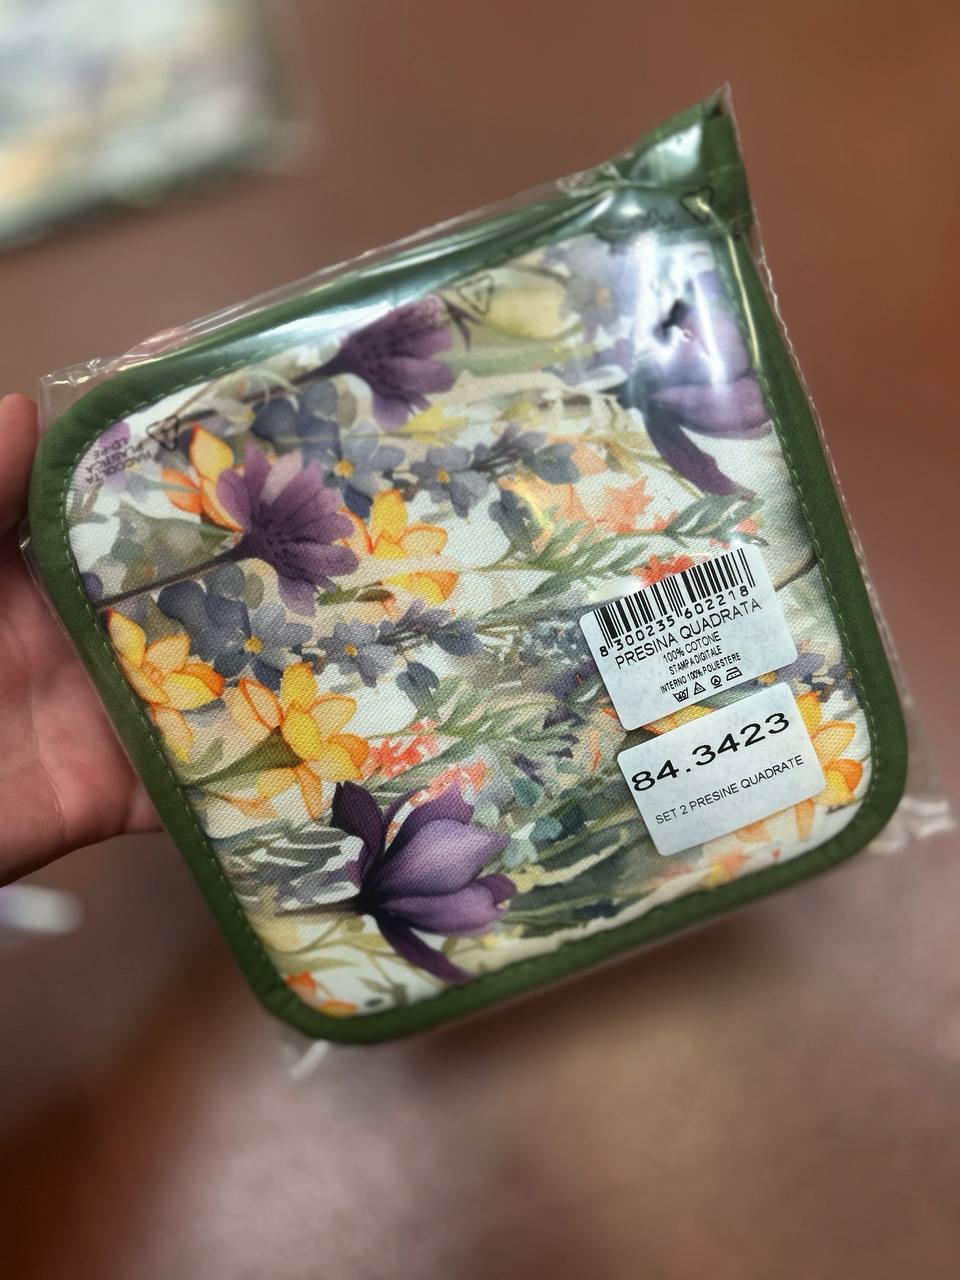 8 300235 602218
PRESINA QUADRATA
100% COTONE
STAMPA DIGITALE
INTERNO 100% POLIESTERE
84.3423
SET 2 PRESINE QUADRATE